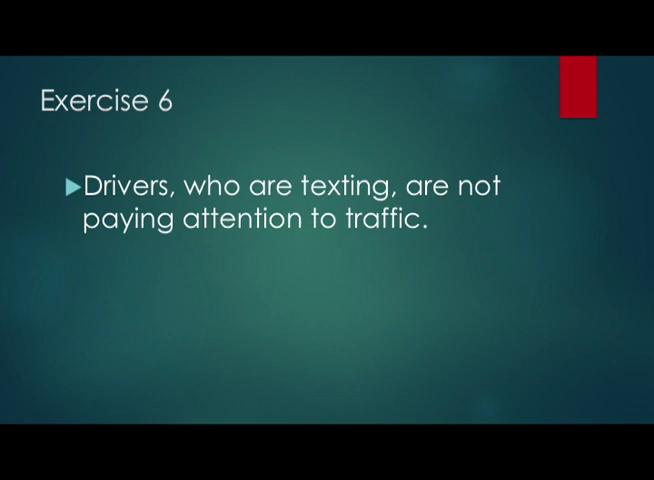 Exercise 6
Drivers, who are texting, are not
paying attention to traffic.